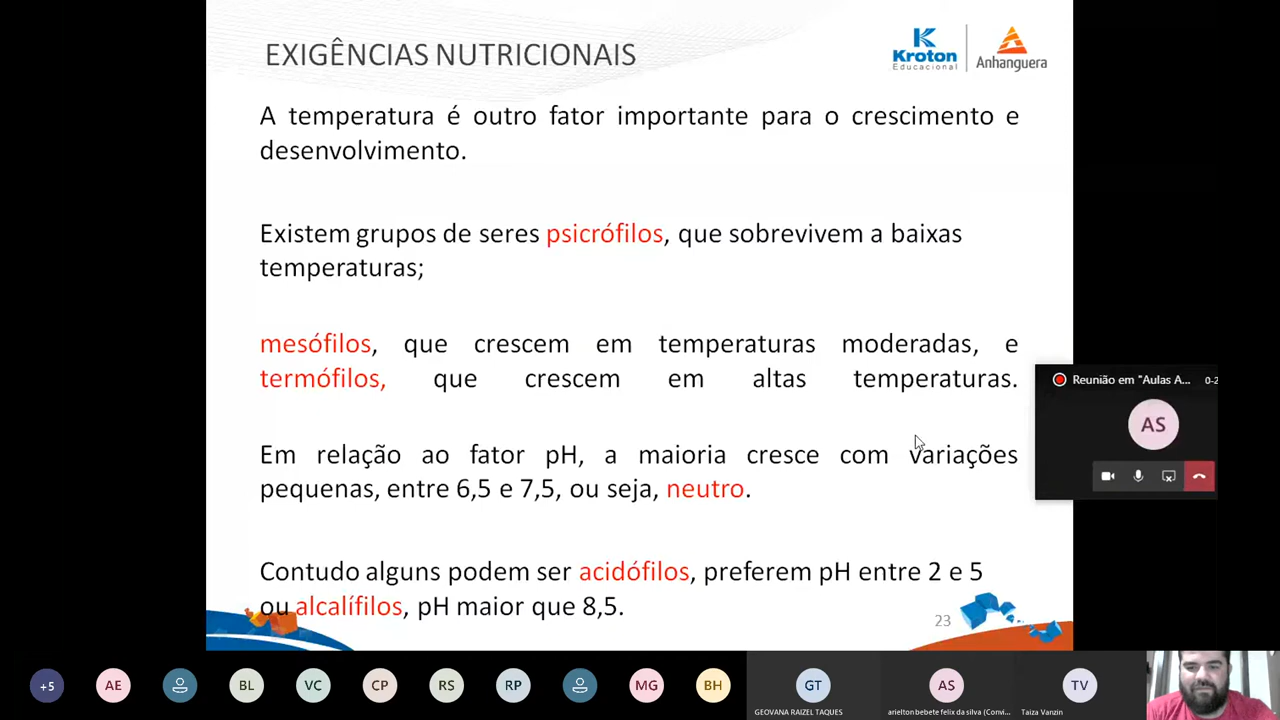 EXIGÊNCIAS NUTRICIONAIS
Kroton
Educacional
Anhanguera
A temperatura é outro fator importante para o crescimento e
desenvolvimento.
Existem grupos de seres psicrófilos, que sobrevivem a baixas
temperaturas;
mesófilos, que crescem em temperaturas moderadas, e
termófilos, que crescem em altas temperaturas.
Em relação ao fator pH, a maioria cresce com variações
pequenas, entre 6,5 e 7,5, ou seja, neutro.
Contudo alguns podem ser acidófilos, preferem pH entre 2 e 5
ou alcalífilos, pH maior que 8,5.
23
Reunião em "Aulas A... 0-2
AS
+5 AE BL VC CP RS RP MG BH GT AS TV
GEOVANA RAIZEL TAQUES arielton bebete felix da silva (Convi... Taiza Vanzin